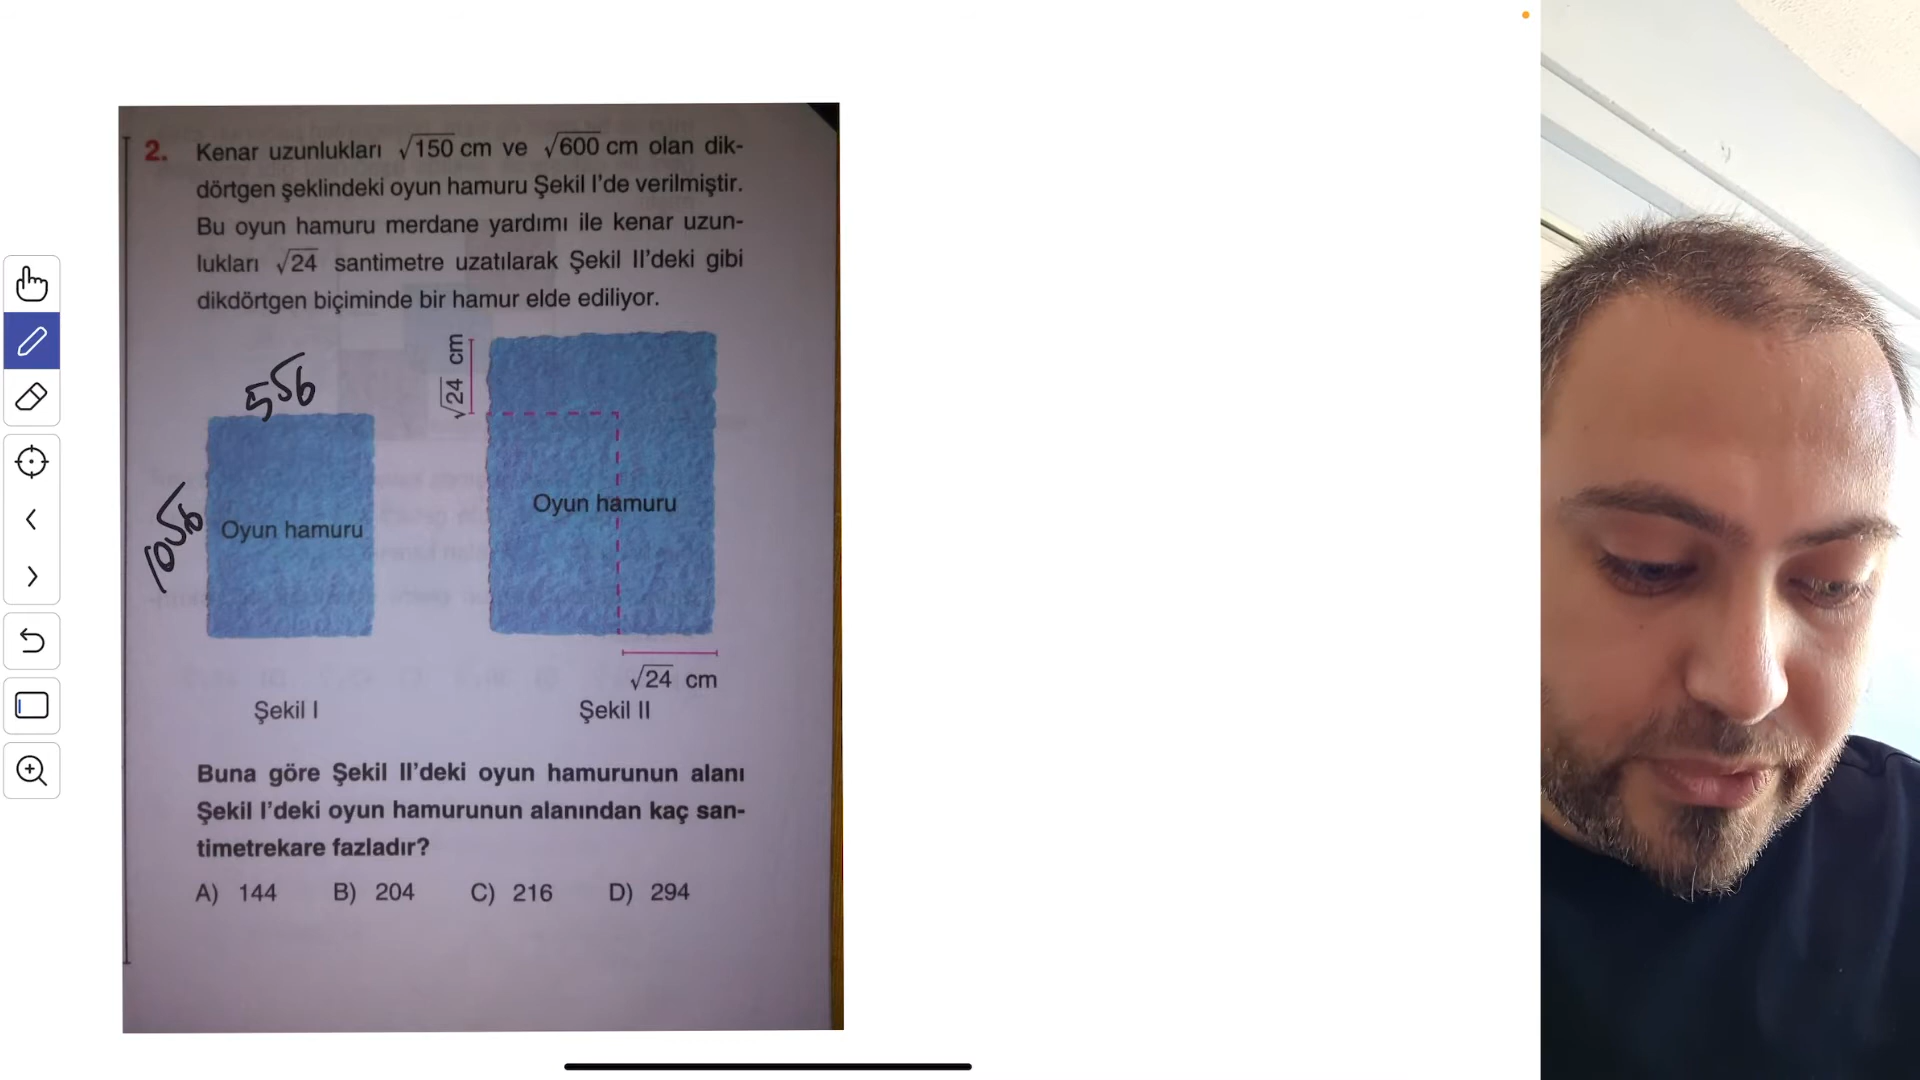 2. Kenar uzunlukları √150 cm ve √600 cm olan dik-
dörtgen şeklindeki oyun hamuru Şekil I'de verilmiştir.
Bu oyun hamuru merdane yardımı ile kenar uzun-
lukları √24 santimetre uzatılarak Şekil II'deki gibi
dikdörtgen biçiminde bir hamur elde ediliyor.
5√6
10√6
Oyun hamuru
Şekil I
√24 cm
Oyun hamuru
√24 cm
Şekil II
Buna göre Şekil II'deki oyun hamurunun alanı
Şekil I'deki oyun hamurunun alanından kaç san-
timetrekare fazladır?
A) 144 B) 204 C) 216 D) 294